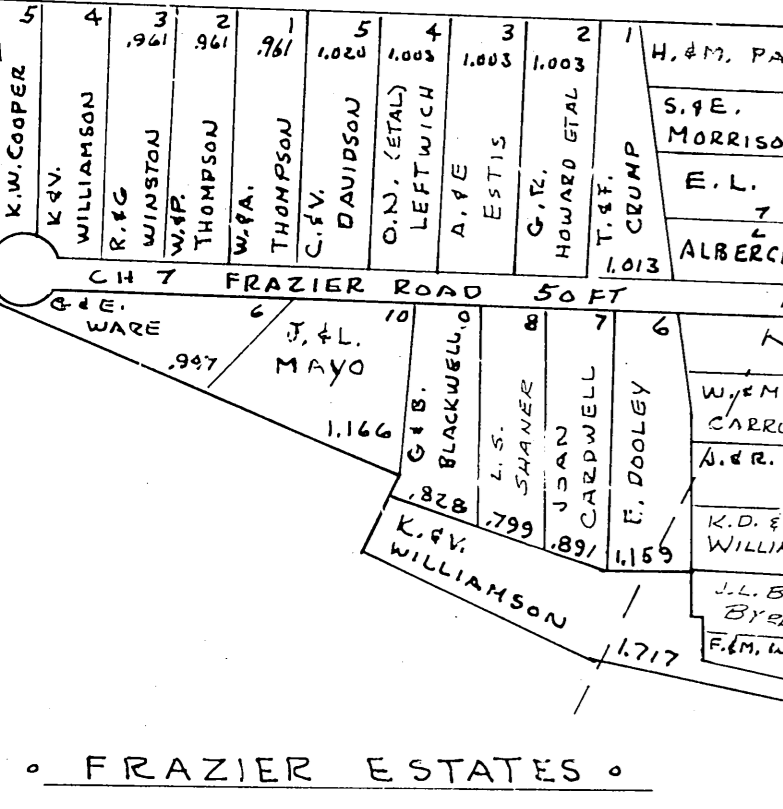 5
K.W. COOPER
4
K & V.
WILLIAMSON
3
.961
R. & G
WINSTON
2
.961
W. & P.
THOMPSON
1
.961
W. & A.
THOMPSON
5
1.020
C. & V.
DAVIDSON
4
1.003
O.N. (ETAL)
LEFTWICH
3
1.003
A. & E
ESTIS
2
1.003
G. R.
HOWARD ETAL
1
T. & F.
CRUMP
1.013
H. & M. PA
S. & E.
MORRISO
E. L.
7
ALBERC
CH 7 FRAZIER ROAD 50 FT
G & E.
WARE
6
.947
J. & L.
MAYO
10
1.166
G & B.
BLACKWELL
.828
8
L. S.
SHANER
.799
7
JOAN
CARDWELL
.891
6
E. DOOLEY
1.159
W. & M
CARRO
A. & R.
K.D. &
WILLIA
J.L. B
BYR
F. & M. W
K. & V.
WILLIAMSON
1.717
• FRAZIER ESTATES •